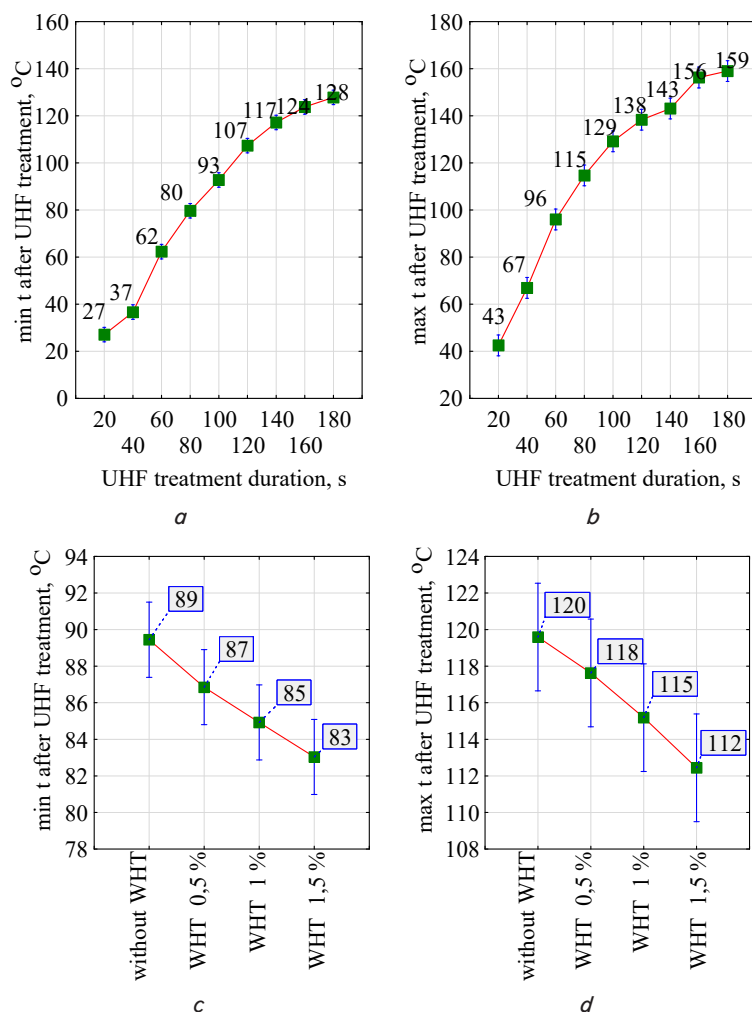 min t after UHF treatment, °C
160
140
120
100
80
60
40
20
0
27
37
62
80
93
107
117
124
128
20 60 100 140 180
40 80 120 160
UHF treatment duration, s
a
max t after UHF treatment, °C
180
160
140
120
100
80
60
40
20
43
67
96
115
129
138
143
156
159
20 60 100 140 180
40 80 120 160
UHF treatment duration, s
b
min t after UHF treatment, °C
94
92
90
88
86
84
82
80
78
89
87
85
83
without WHT
WHT 0,5 %
WHT 1 %
WHT 1,5 %
c
max t after UHF treatment, °C
124
122
120
118
116
114
112
110
108
120
118
115
112
without WHT
WHT 0,5 %
WHT 1 %
WHT 1,5 %
d